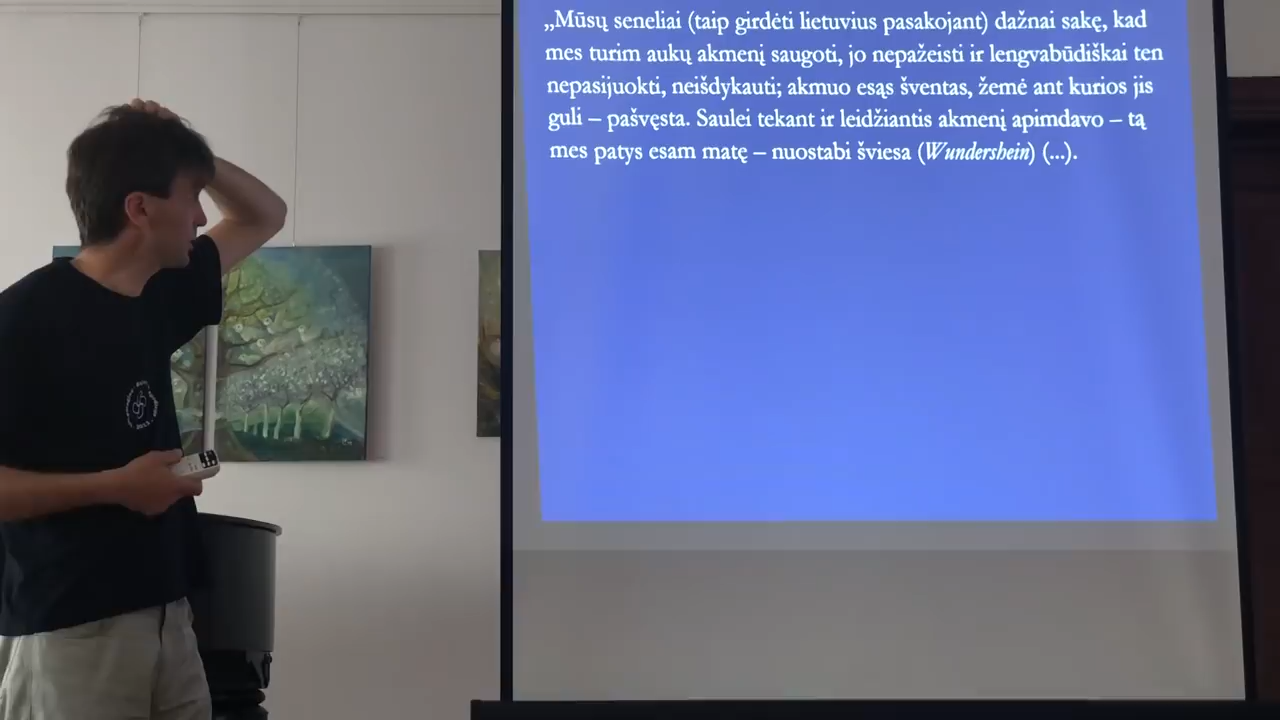 „Mūsų seneliai (taip girdėti lietuvius pasakojant) dažnai sakę, kad
mes turim aukų akmenį saugoti, jo nepažeisti ir lengvabūdiškai ten
nepasijuokti, neišdykauti; akmuo esąs šventas, žemė ant kurios jis
guli – pašvęsta. Saulei tekant ir leidžiantis akmenį apimdavo – tą
mes patys esam matę – nuostabi šviesa (Wundershein) (...).